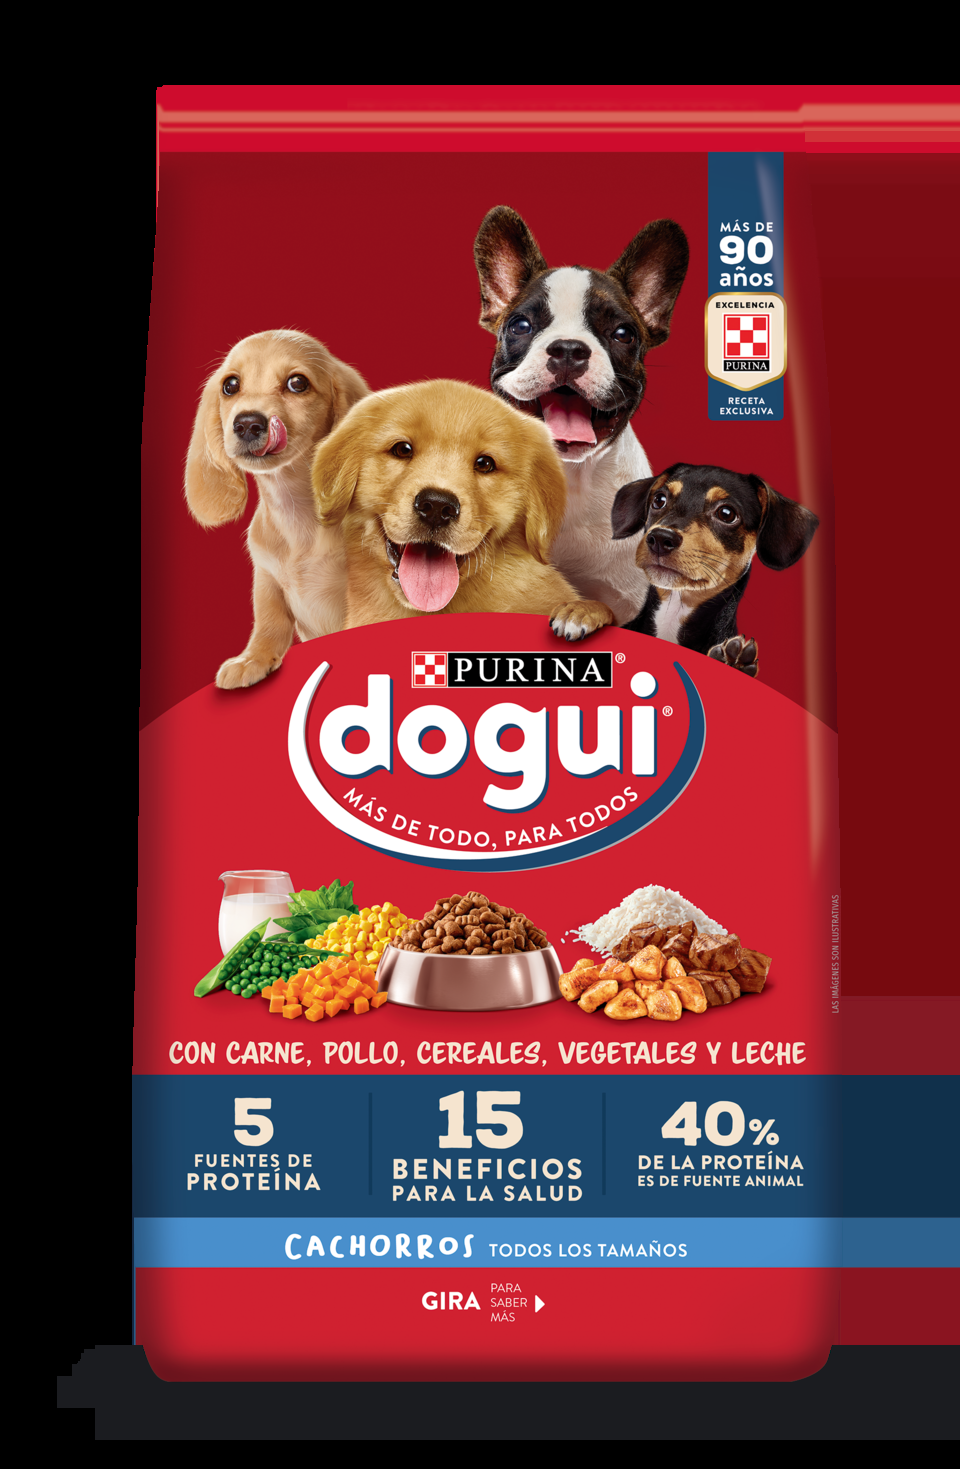 MÁS DE
90
años
EXCELENCIA
PURINA
RECETA
EXCLUSIVA
PURINA®
dogui®
MÁS DE TODO, PARA TODOS
LAS IMÁGENES SON ILUSTRATIVAS
CON CARNE, POLLO, CEREALES, VEGETALES Y LECHE
5
FUENTES DE
PROTEÍNA
15
BENEFICIOS
PARA LA SALUD
40%
DE LA PROTEÍNA
ES DE FUENTE ANIMAL
CACHORROS TODOS LOS TAMAÑOS
GIRA
PARA
SABER
MÁS